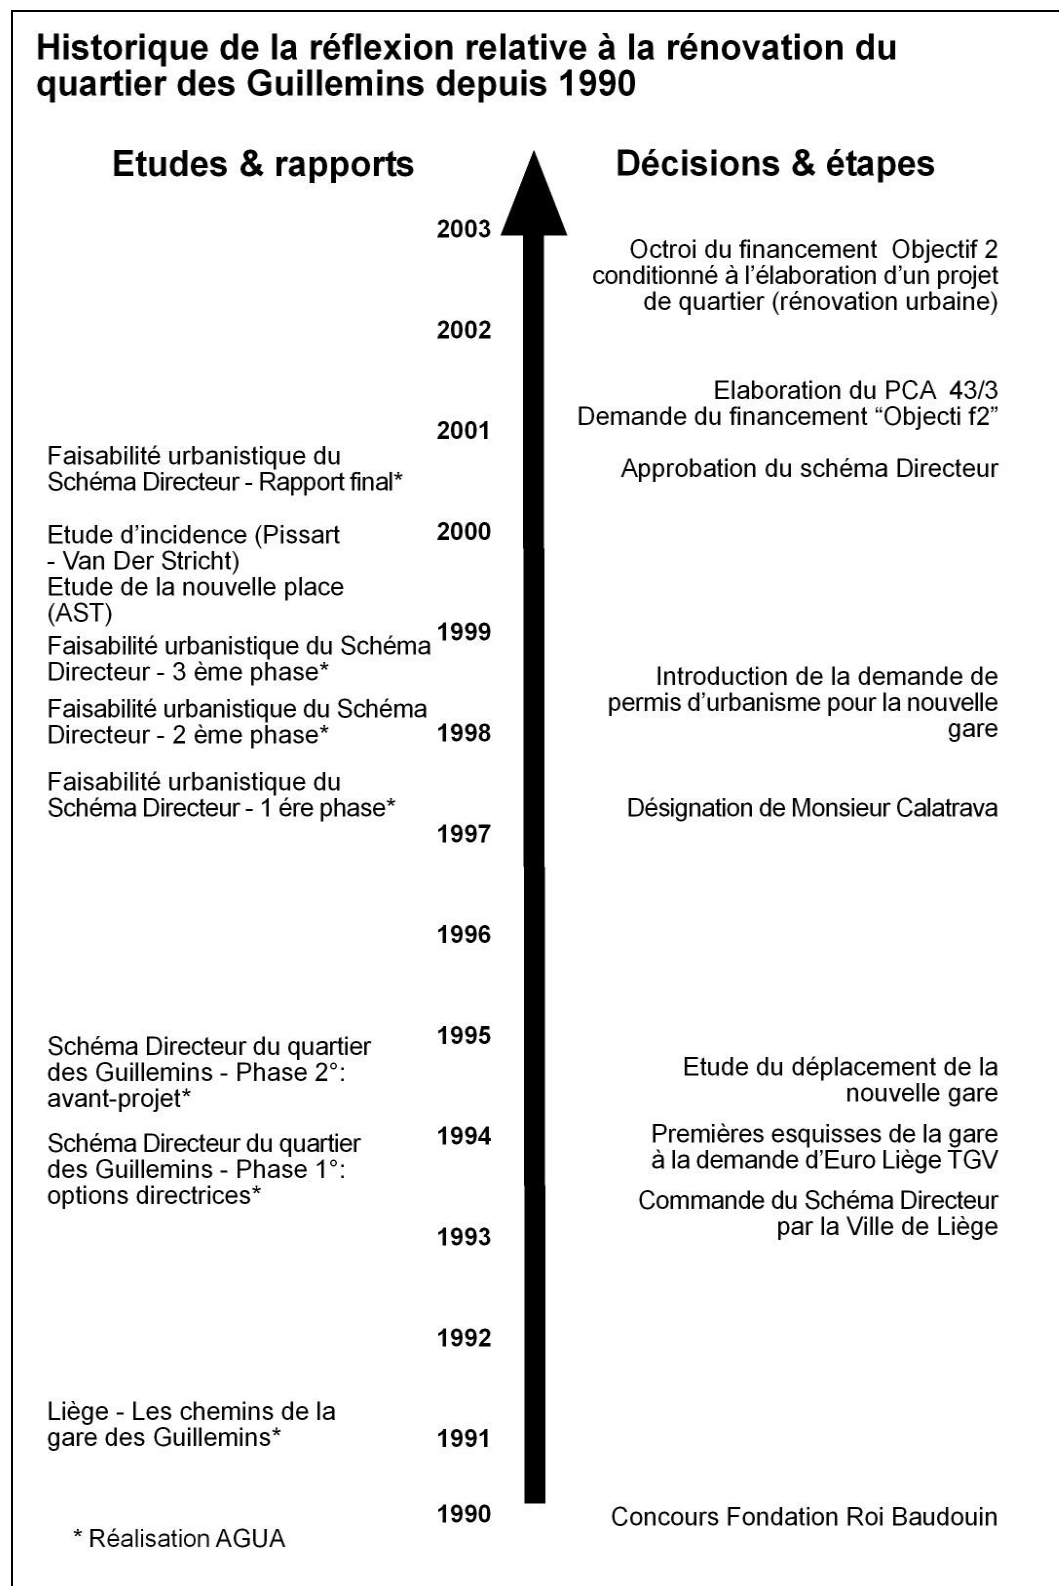 Historique de la réflexion relative à la rénovation du
quartier des Guillemins depuis 1990
Etudes & rapports
Décisions & étapes
2003
Octroi du financement  Objectif 2
conditionné à l'élaboration d'un projet
de quartier (rénovation urbaine)
2002
Elaboration du PCA  43/3
Demande du financement “Objecti f2”
2001
Faisabilité urbanistique du
Schéma Directeur - Rapport final*
Approbation du schéma Directeur
2000
Etude d'incidence (Pissart
- Van Der Stricht)
Etude de la nouvelle place
(AST)
1999
Faisabilité urbanistique du Schéma
Directeur - 3 ème phase*
Introduction de la demande de
permis d'urbanisme pour la nouvelle
gare
Faisabilité urbanistique du Schéma
Directeur - 2 ème phase*
1998
Faisabilité urbanistique du
Schéma Directeur - 1 ére phase*
Désignation de Monsieur Calatrava
1997
1996
1995
Schéma Directeur du quartier
des Guillemins - Phase 2°:
avant-projet*
Etude du déplacement de la
nouvelle gare
1994
Schéma Directeur du quartier
des Guillemins - Phase 1°:
options directrices*
Premières esquisses de la gare
à la demande d'Euro Liège TGV
Commande du Schéma Directeur
par la Ville de Liège
1993
1992
Liège - Les chemins de la
gare des Guillemins*
1991
1990
Concours Fondation Roi Baudouin
* Réalisation AGUA